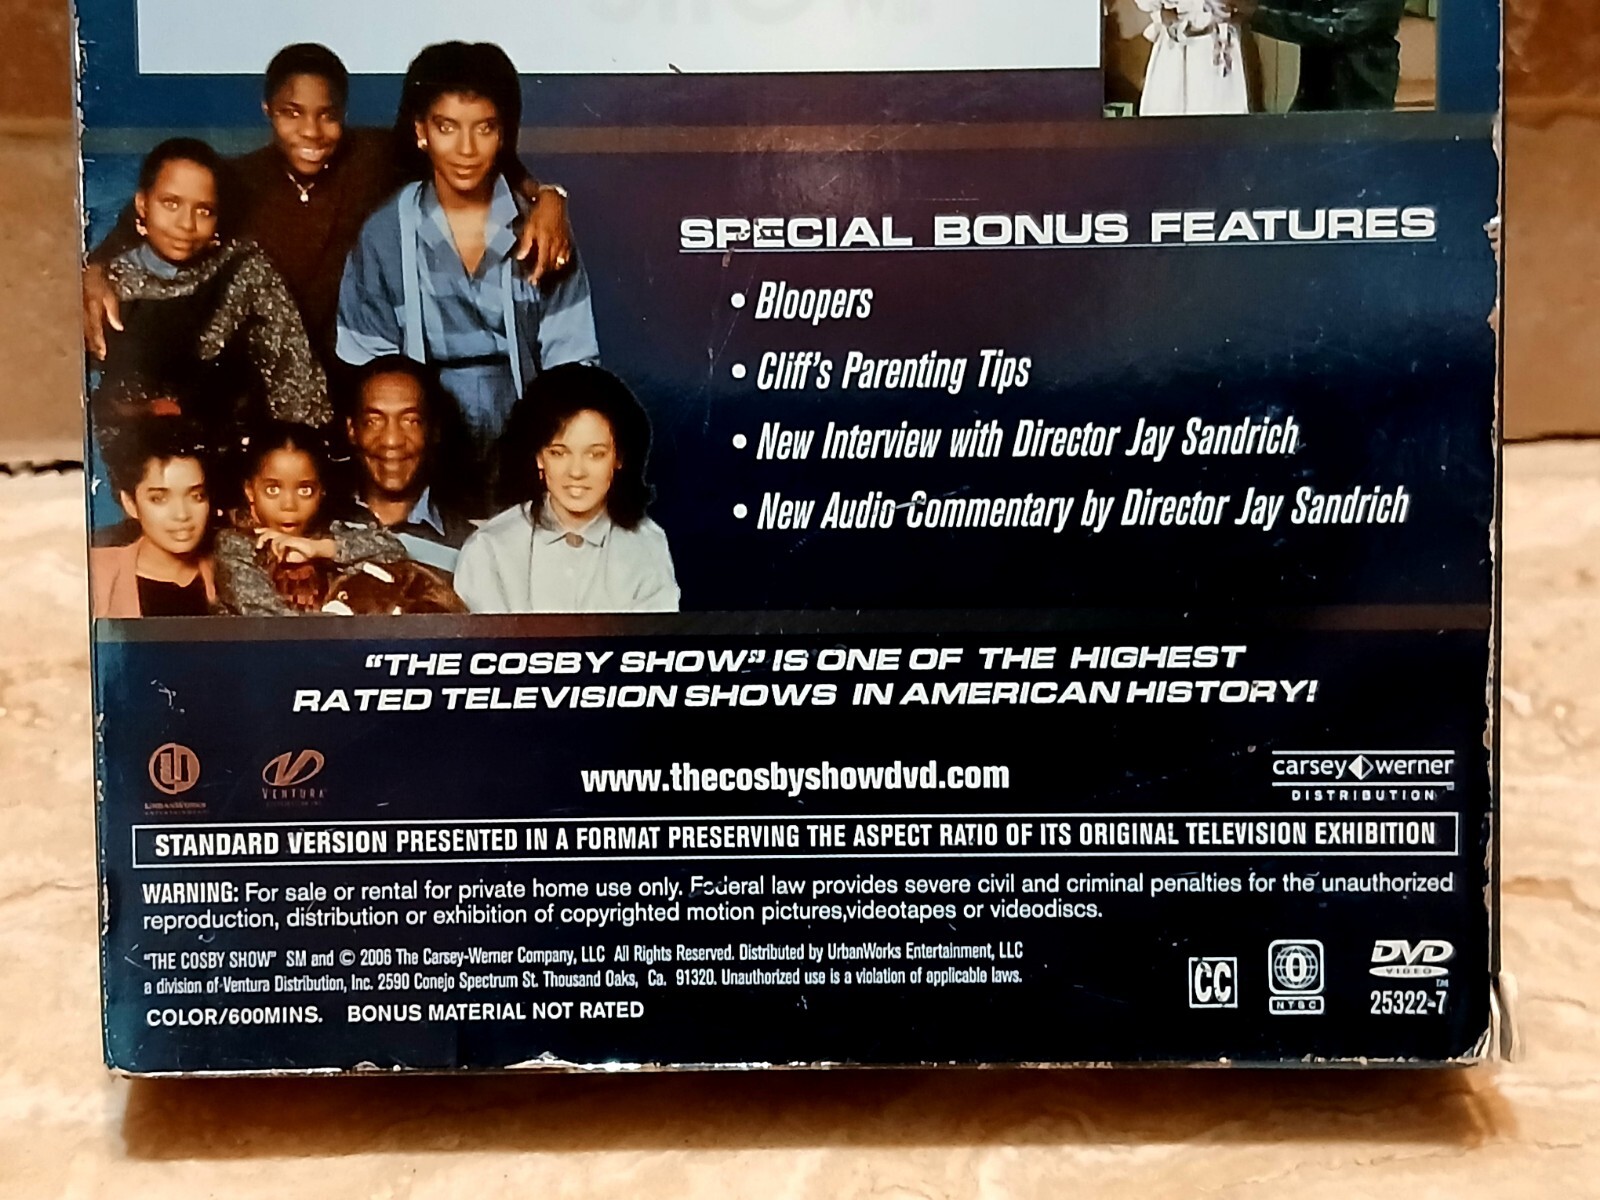 SPECIAL BONUS FEATURES
• Bloopers
• Cliff's Parenting Tips
• New Interview with Director Jay Sandrich
• New Audio Commentary by Director Jay Sandrich
“THE COSBY SHOW” IS ONE OF THE HIGHEST
RATED TELEVISION SHOWS IN AMERICAN HISTORY!
VENTURA
www.thecosbyshowdvd.com
carsey werner
DISTRIBUTION
STANDARD VERSION PRESENTED IN A FORMAT PRESERVING THE ASPECT RATIO OF ITS ORIGINAL TELEVISION EXHIBITION
WARNING: For sale or rental for private home use only. Federal law provides severe civil and criminal penalties for the unauthorized
reproduction, distribution or exhibition of copyrighted motion pictures,videotapes or videodiscs.
"THE COSBY SHOW" SM and © 2006 The Carsey-Werner Company, LLC All Rights Reserved. Distributed by UrbanWorks Entertainment, LLC
a division of Ventura Distribution, Inc. 2590 Conejo Spectrum St. Thousand Oaks, Ca. 91320. Unauthorized use is a violation of applicable laws.
COLOR/600MINS. BONUS MATERIAL NOT RATED
CC
0
NTSC
DVD
VIDEO
TM
25322-7